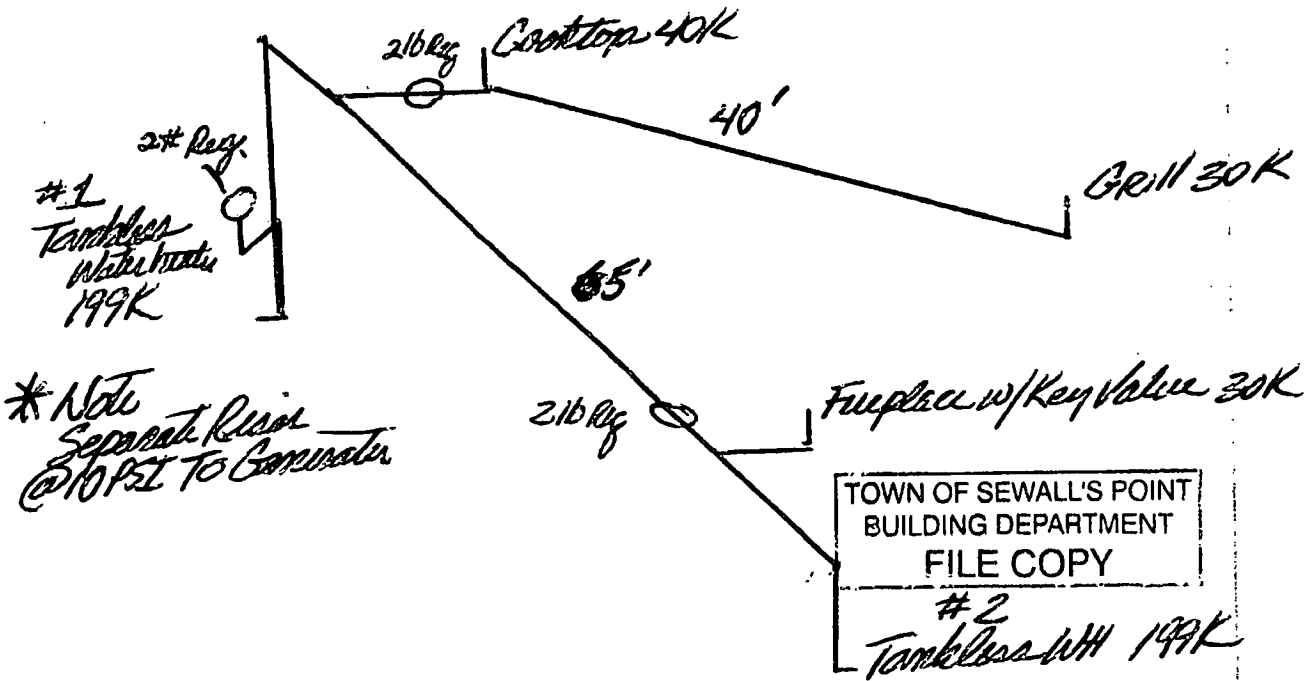 2lb Reg
Cooktop 40K
40'
2# Reg.
#1
Tankless
Water heater
199K
Grill 30K
5'
* Note
Separate Riser
@ 10 PSI To Generator
2lb Reg
Fireplace w/ Key Valve 30K
TOWN OF SEWALL'S POINT
BUILDING DEPARTMENT
FILE COPY
#2
Tankless WH 199K